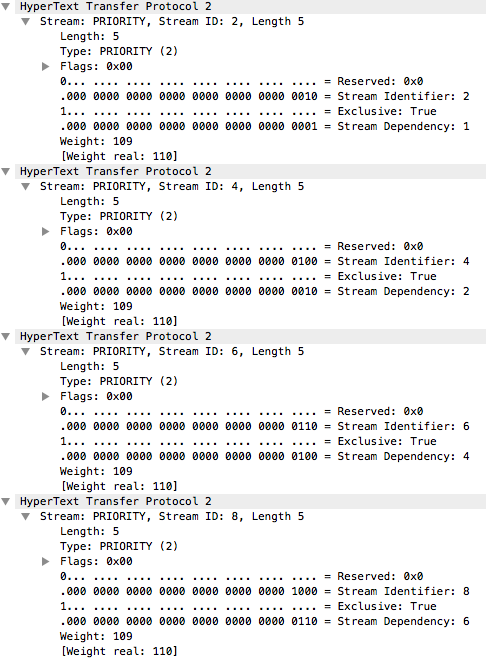 HyperText Transfer Protocol 2
Stream: PRIORITY, Stream ID: 2, Length 5
Length: 5
Type: PRIORITY (2)
Flags: 0x00
0... .... .... .... .... .... .... .... = Reserved: 0x0
.000 0000 0000 0000 0000 0000 0000 0010 = Stream Identifier: 2
1... .... .... .... .... .... .... .... = Exclusive: True
.000 0000 0000 0000 0000 0000 0000 0001 = Stream Dependency: 1
Weight: 109
[Weight real: 110]
HyperText Transfer Protocol 2
Stream: PRIORITY, Stream ID: 4, Length 5
Length: 5
Type: PRIORITY (2)
Flags: 0x00
0... .... .... .... .... .... .... .... = Reserved: 0x0
.000 0000 0000 0000 0000 0000 0000 0100 = Stream Identifier: 4
1... .... .... .... .... .... .... .... = Exclusive: True
.000 0000 0000 0000 0000 0000 0000 0010 = Stream Dependency: 2
Weight: 109
[Weight real: 110]
HyperText Transfer Protocol 2
Stream: PRIORITY, Stream ID: 6, Length 5
Length: 5
Type: PRIORITY (2)
Flags: 0x00
0... .... .... .... .... .... .... .... = Reserved: 0x0
.000 0000 0000 0000 0000 0000 0000 0110 = Stream Identifier: 6
1... .... .... .... .... .... .... .... = Exclusive: True
.000 0000 0000 0000 0000 0000 0000 0100 = Stream Dependency: 4
Weight: 109
[Weight real: 110]
HyperText Transfer Protocol 2
Stream: PRIORITY, Stream ID: 8, Length 5
Length: 5
Type: PRIORITY (2)
Flags: 0x00
0... .... .... .... .... .... .... .... = Reserved: 0x0
.000 0000 0000 0000 0000 0000 0000 1000 = Stream Identifier: 8
1... .... .... .... .... .... .... .... = Exclusive: True
.000 0000 0000 0000 0000 0000 0000 0110 = Stream Dependency: 6
Weight: 109
[Weight real: 110]